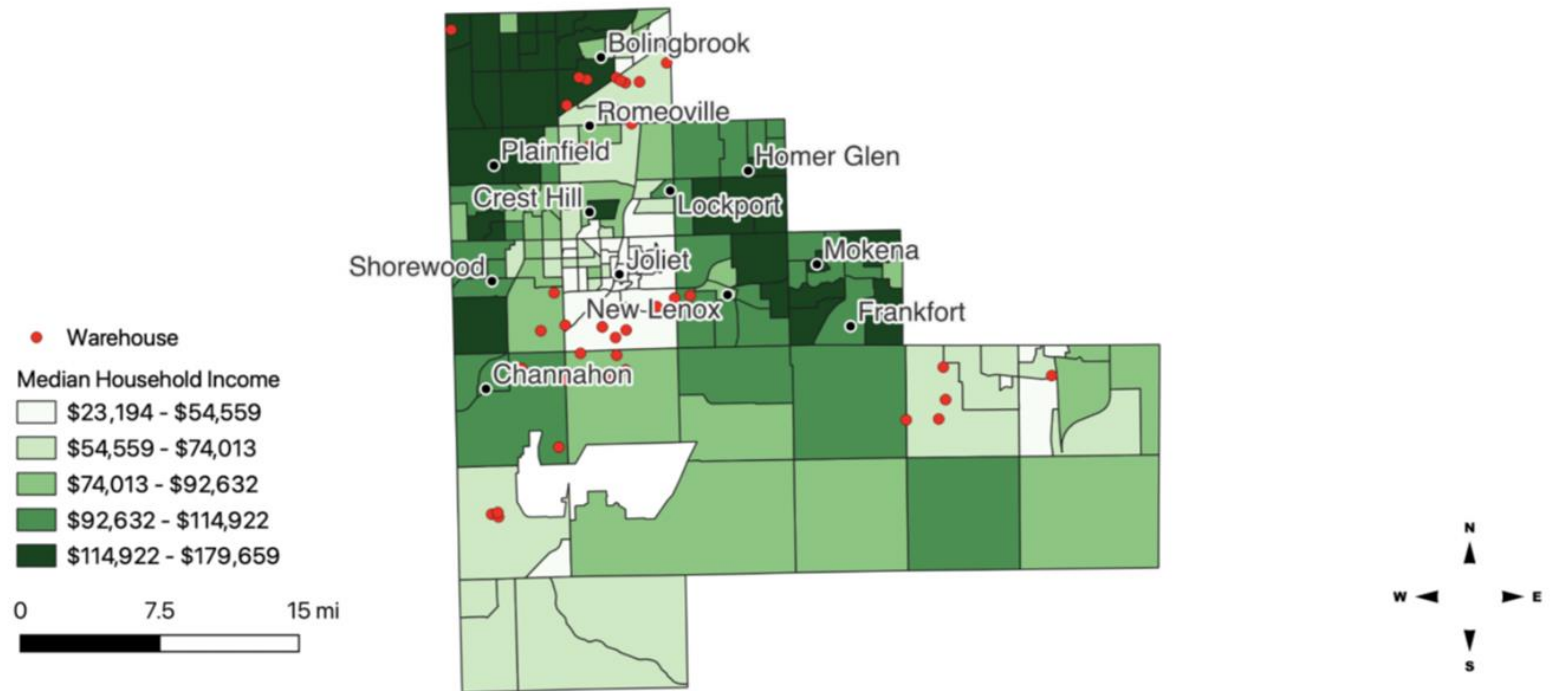 Bolingbrook
Romeoville
Plainfield
Homer Glen
Crest Hill
Lockport
Mokena
Shorewood
Joliet
New Lenox
Frankfort
Channahon
Warehouse
Median Household Income
$23,194 - $54,559
$54,559 - $74,013
$74,013 - $92,632
$92,632 - $114,922
$114,922 - $179,659
0 7.5 15 mi
N
W E
S